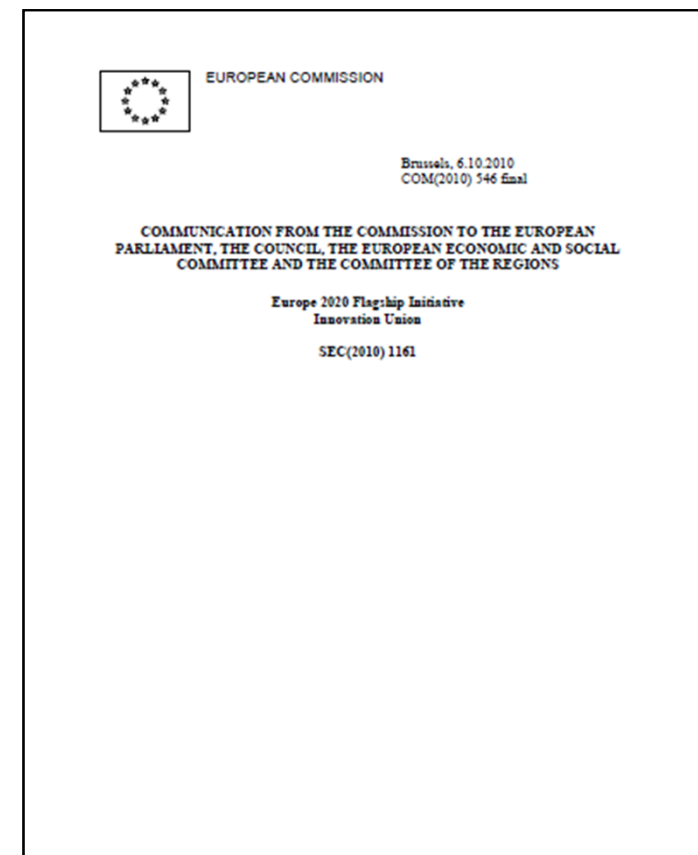 EUROPEAN COMMISSION
Brussels, 6.10.2010
COM(2010) 546 final
COMMUNICATION FROM THE COMMISSION TO THE EUROPEAN
PARLIAMENT, THE COUNCIL, THE EUROPEAN ECONOMIC AND SOCIAL
COMMITTEE AND THE COMMITTEE OF THE REGIONS
Europe 2020 Flagship Initiative
Innovation Union
SEC(2010) 1161